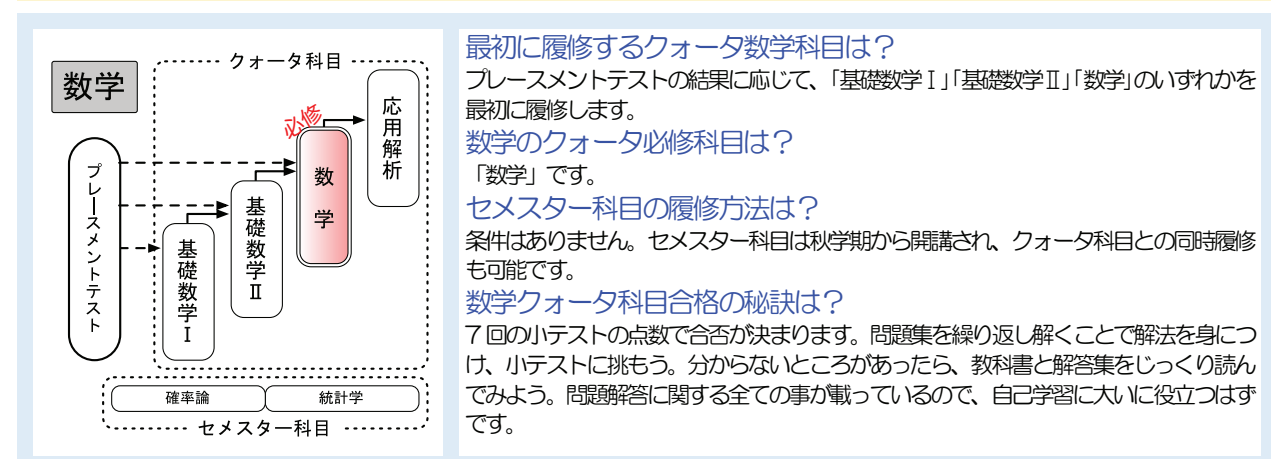 数学
クォータ科目
必修
応用解析
数学
基礎数学Ⅱ
基礎数学Ⅰ
プレースメントテスト
確率論
統計学
セメスター科目
最初に履修するクォータ数学科目は？
プレースメントテストの結果に応じて、「基礎数学Ⅰ」「基礎数学Ⅱ」「数学」のいずれかを
最初に履修します。
数学のクォータ必修科目は？
「数学」です。
セメスター科目の履修方法は？
条件はありません。セメスター科目は秋学期から開講され、クォータ科目との同時履修
も可能です。
数学クォータ科目合格の秘訣は？
７回の小テストの点数で合否が決まります。問題集を繰り返し解くことで解法を身につ
け、小テストに挑もう。分からないところがあったら、教科書と解答集をじっくり読ん
でみよう。問題解答に関する全ての事が載っているので、自己学習に大いに役立つはず
です。